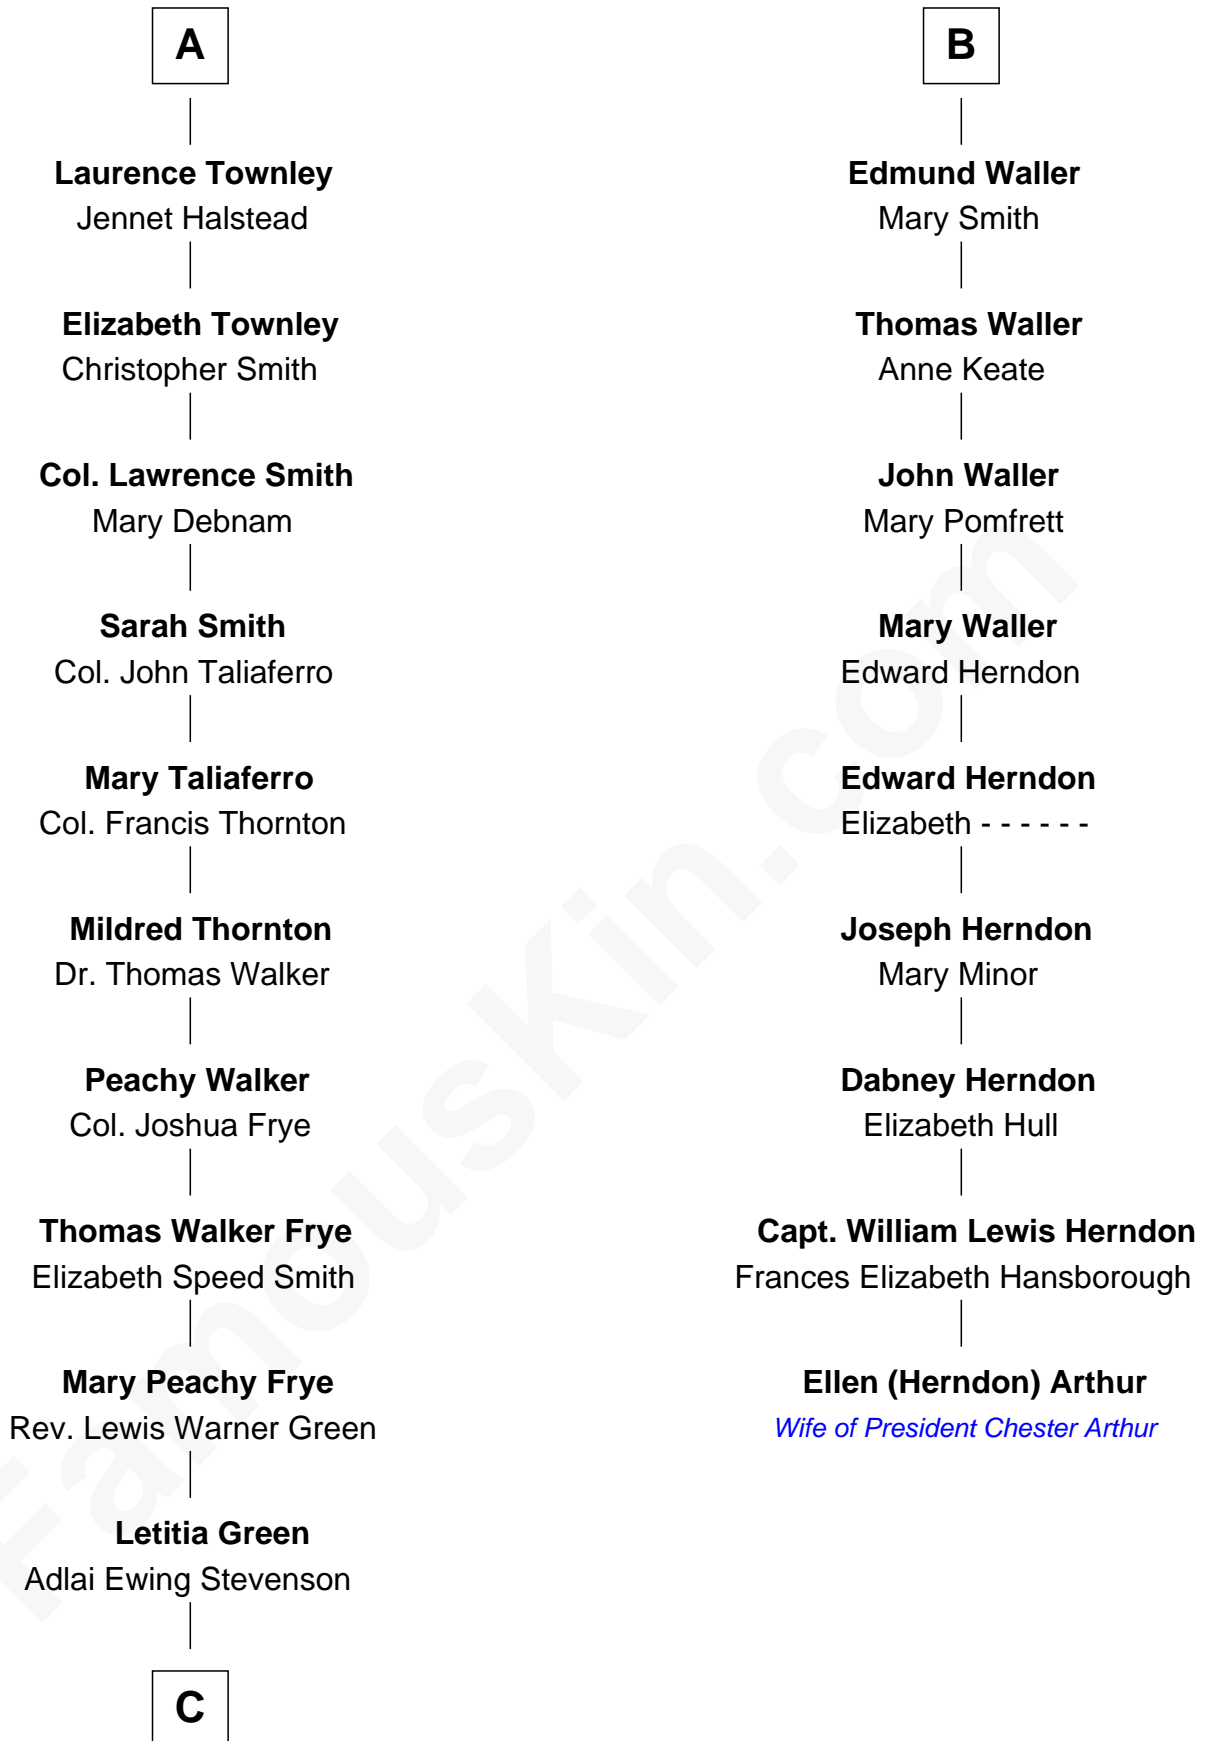 A
Laurence Townley
Jennet Halstead
Elizabeth Townley
Christopher Smith
Col. Lawrence Smith
Mary Debnam
Sarah Smith
Col. John Taliaferro
Mary Taliaferro
Col. Francis Thornton
Mildred Thornton
Dr. Thomas Walker
Peachy Walker
Col. Joshua Frye
Thomas Walker Frye
Elizabeth Speed Smith
Mary Peachy Frye
Rev. Lewis Warner Green
Letitia Green
Adlai Ewing Stevenson
C
B
Edmund Waller
Mary Smith
Thomas Waller
Anne Keate
John Waller
Mary Pomfrett
Mary Waller
Edward Herndon
Edward Herndon
Elizabeth - - - - - -
Joseph Herndon
Mary Minor
Dabney Herndon
Elizabeth Hull
Capt. William Lewis Herndon
Frances Elizabeth Hansborough
Ellen (Herndon) Arthur
Wife of President Chester Arthur
FamousKin.com